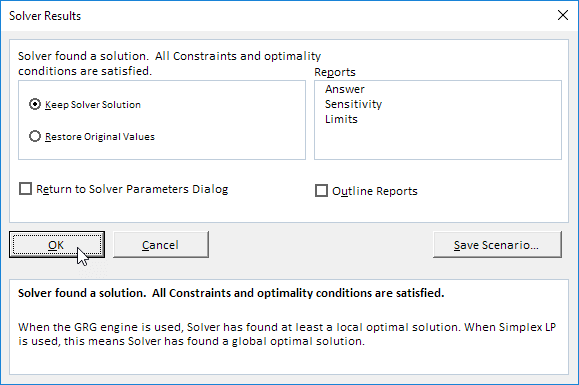 Solver Results
Solver found a solution.  All Constraints and optimality
conditions are satisfied.
Reports
Answer
Sensitivity
Limits
Keep Solver Solution
Restore Original Values
Return to Solver Parameters Dialog
Outline Reports
OK
Cancel
Save Scenario...
Solver found a solution.  All Constraints and optimality conditions are satisfied.
When the GRG engine is used, Solver has found at least a local optimal solution. When Simplex LP
is used, this means Solver has found a global optimal solution.